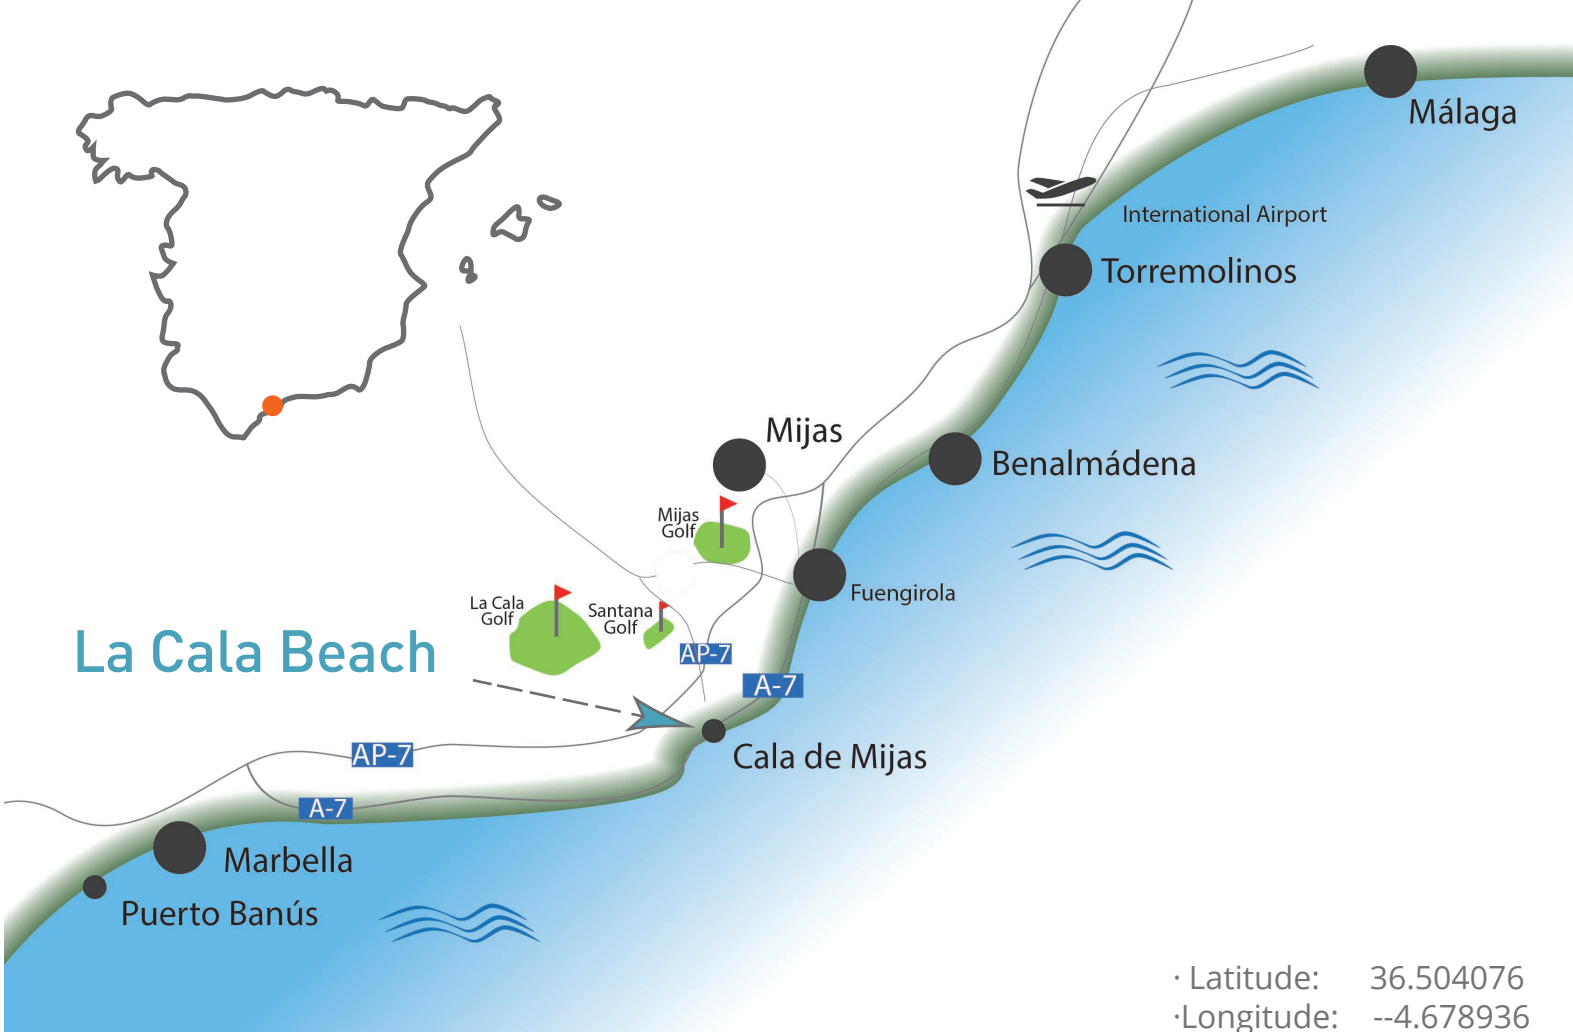 Málaga
International Airport
Torremolinos
Mijas
Benalmádena
Mijas
Golf
Fuengirola
La Cala
Golf
Santana
Golf
La Cala Beach
AP-7
A-7
Cala de Mijas
AP-7
A-7
Marbella
Puerto Banús
· Latitude: 36.504076
·Longitude: --4.678936